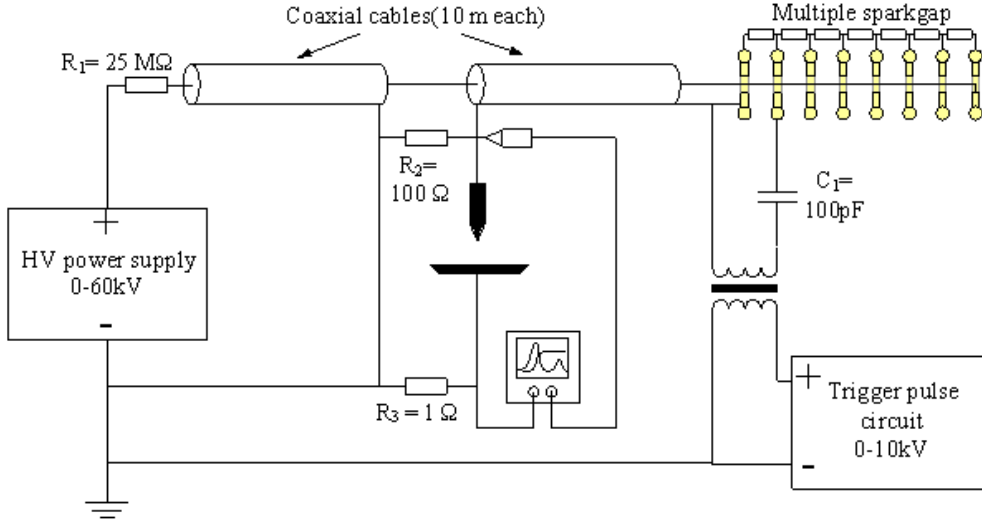 Coaxial cables(10 m each)
Multiple sparkgap
R1= 25 MΩ
R2=
100 Ω
C1=
100pF
+
HV power supply
0-60kV
-
R3 = 1 Ω
+
Trigger pulse
circuit
0-10kV
-